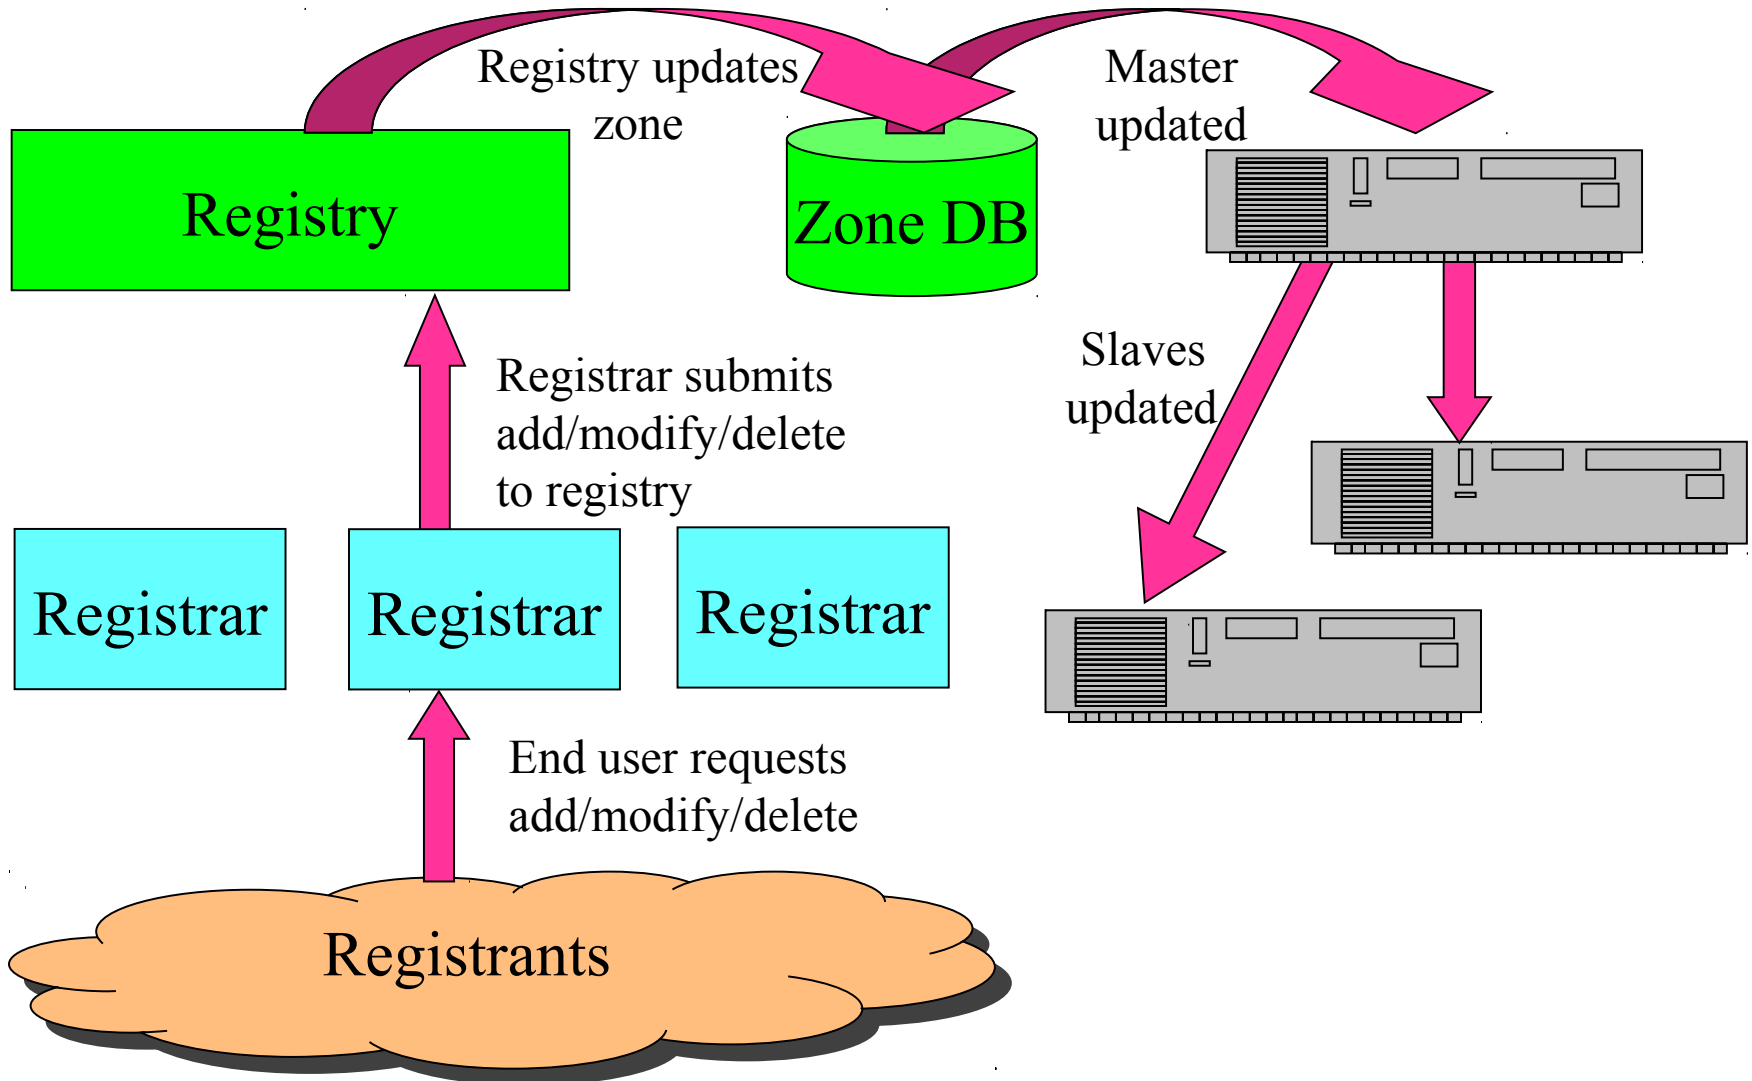 Registry updates
zone
Master
updated
Registry
Zone DB
Slaves
updated
Registrar submits
add/modify/delete
to registry
Registrar
Registrar
Registrar
End user requests
add/modify/delete
Registrants